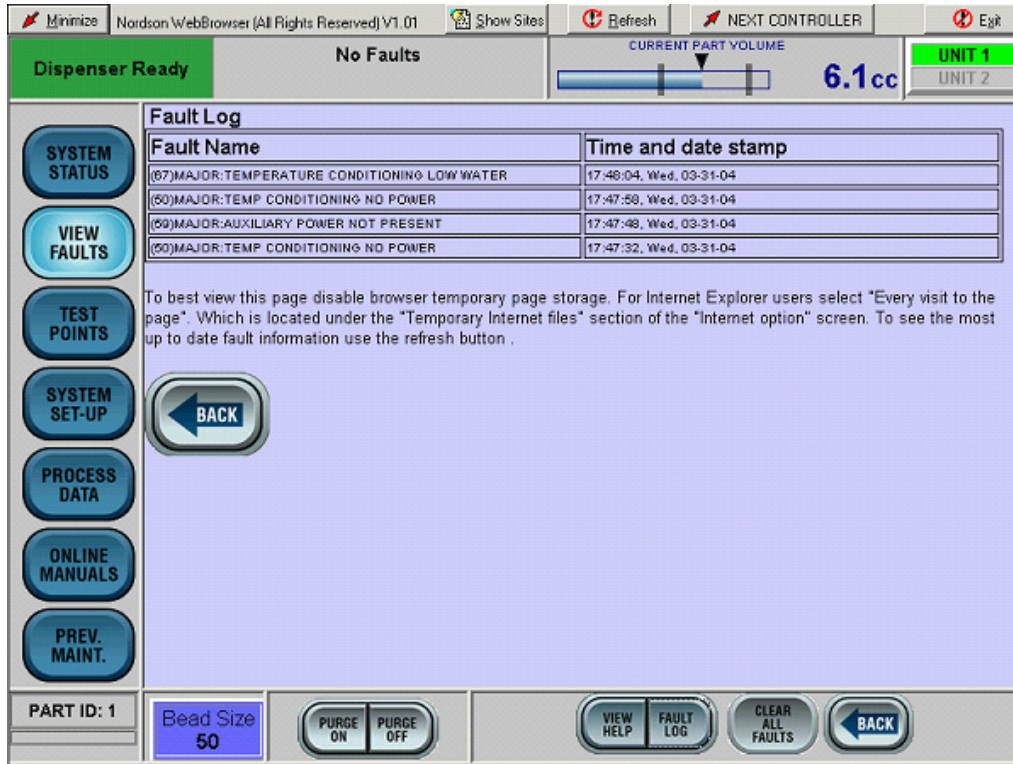 Minimize Nordson WebBrowser (All Rights Reserved) V1.01 Show Sites Refresh NEXT CONTROLLER Exit
Dispenser Ready
No Faults
CURRENT PART VOLUME
6.1cc
UNIT 1
UNIT 2
SYSTEM
STATUS
VIEW
FAULTS
TEST
POINTS
SYSTEM
SET-UP
PROCESS
DATA
ONLINE
MANUALS
PREV.
MAINT.
Fault Log
Fault Name Time and date stamp
(67)MAJOR:TEMPERATURE CONDITIONING LOW WATER 17:48:04, Wed, 03-31-04
(50)MAJOR:TEMP CONDITIONING NO POWER 17:47:58, Wed, 03-31-04
(59)MAJOR:AUXILIARY POWER NOT PRESENT 17:47:48, Wed, 03-31-04
(50)MAJOR:TEMP CONDITIONING NO POWER 17:47:32, Wed, 03-31-04
To best view this page disable browser temporary page storage. For Internet Explorer users select "Every visit to the
page". Which is located under the "Temporary Internet files" section of the "Internet option" screen. To see the most
up to date fault information use the refresh button .
BACK
PART ID: 1
Bead Size
50
PURGE
ON
PURGE
OFF
VIEW
HELP
FAULT
LOG
CLEAR
ALL
FAULTS
BACK